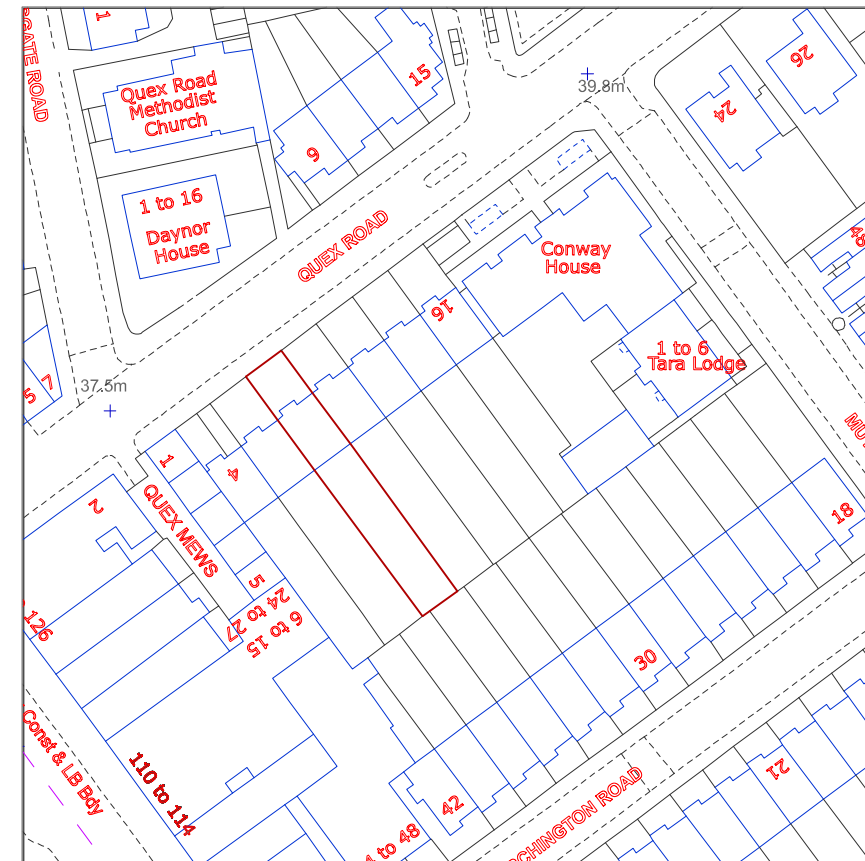 1
GATE ROAD
Quex Road
Methodist
Church
15
9
39.8m
24
26
1 to 16
Daynor
House
QUEX ROAD
Conway
House
48
16
1 to 6
Tara Lodge
5
7
37.5m
1
4
2
QUEX MEWS
5
24 to 27
6 to 15
126
18
30
Const & LB Bdy
110 to 114
42
to 48
CHINGTON ROAD
21
MU